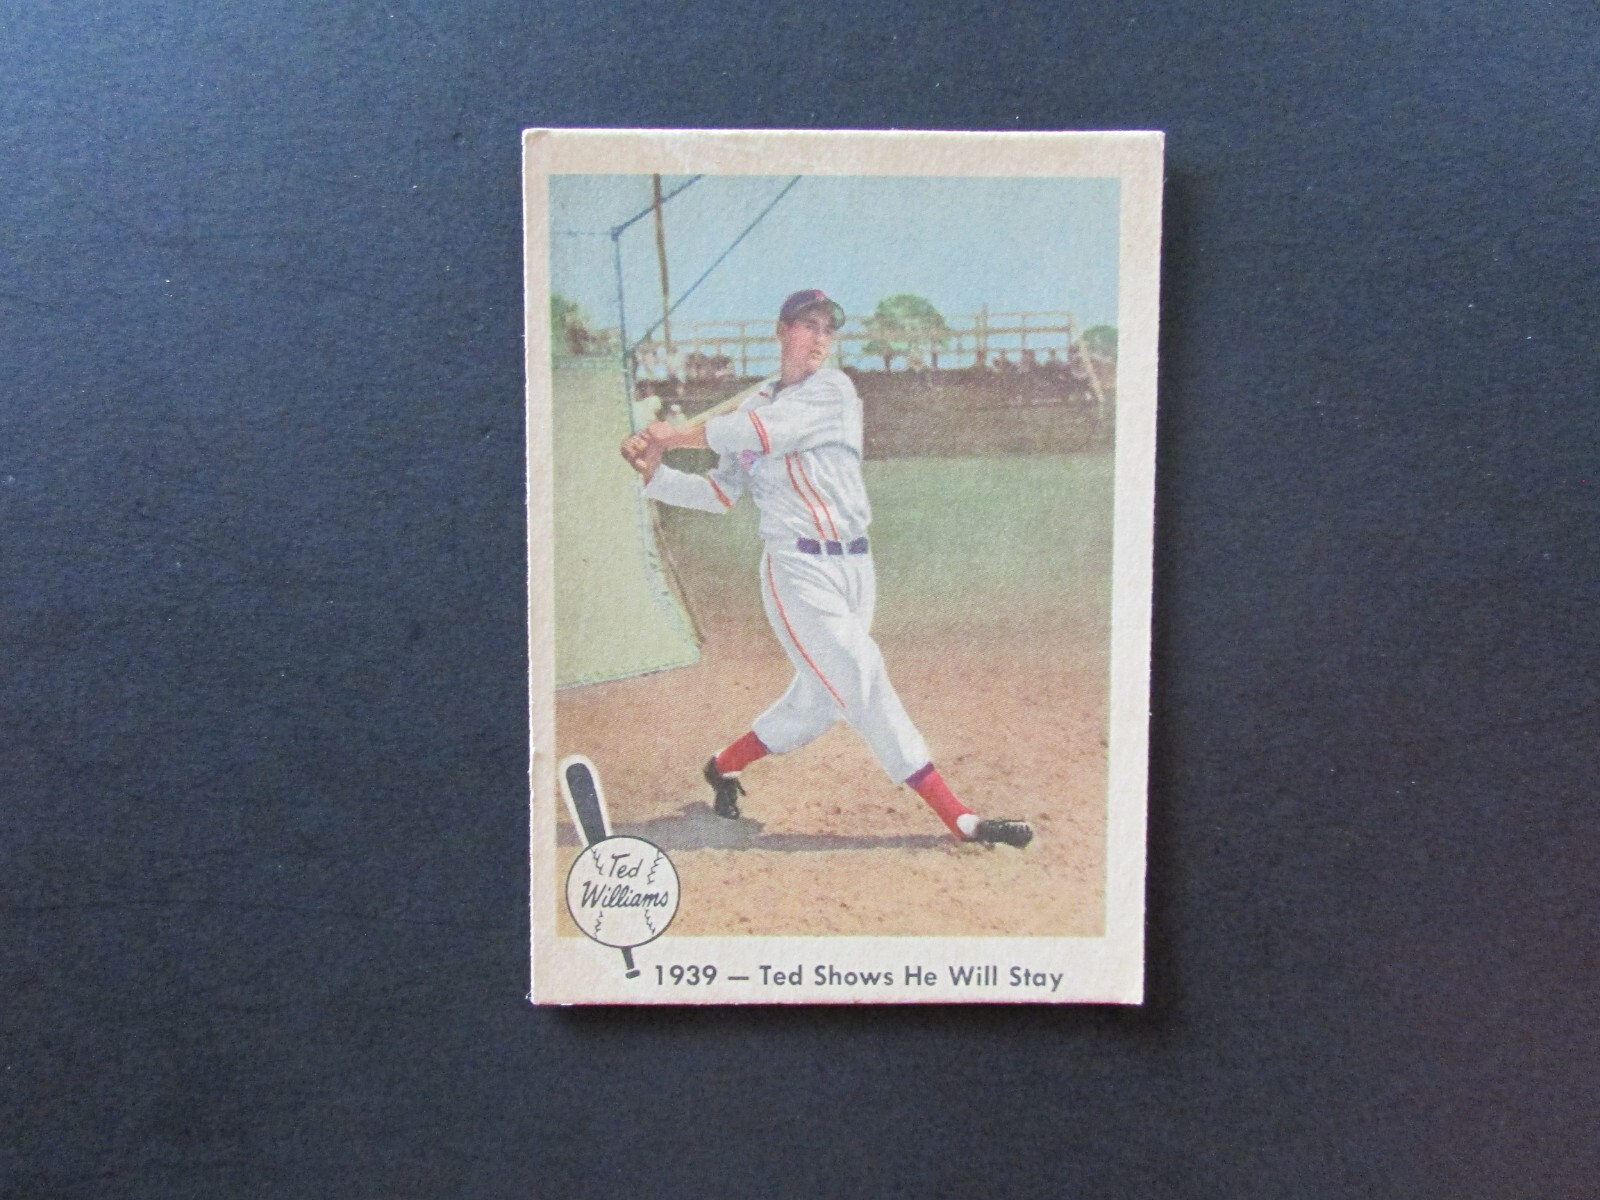 Ted
Williams
1939 — Ted Shows He Will Stay